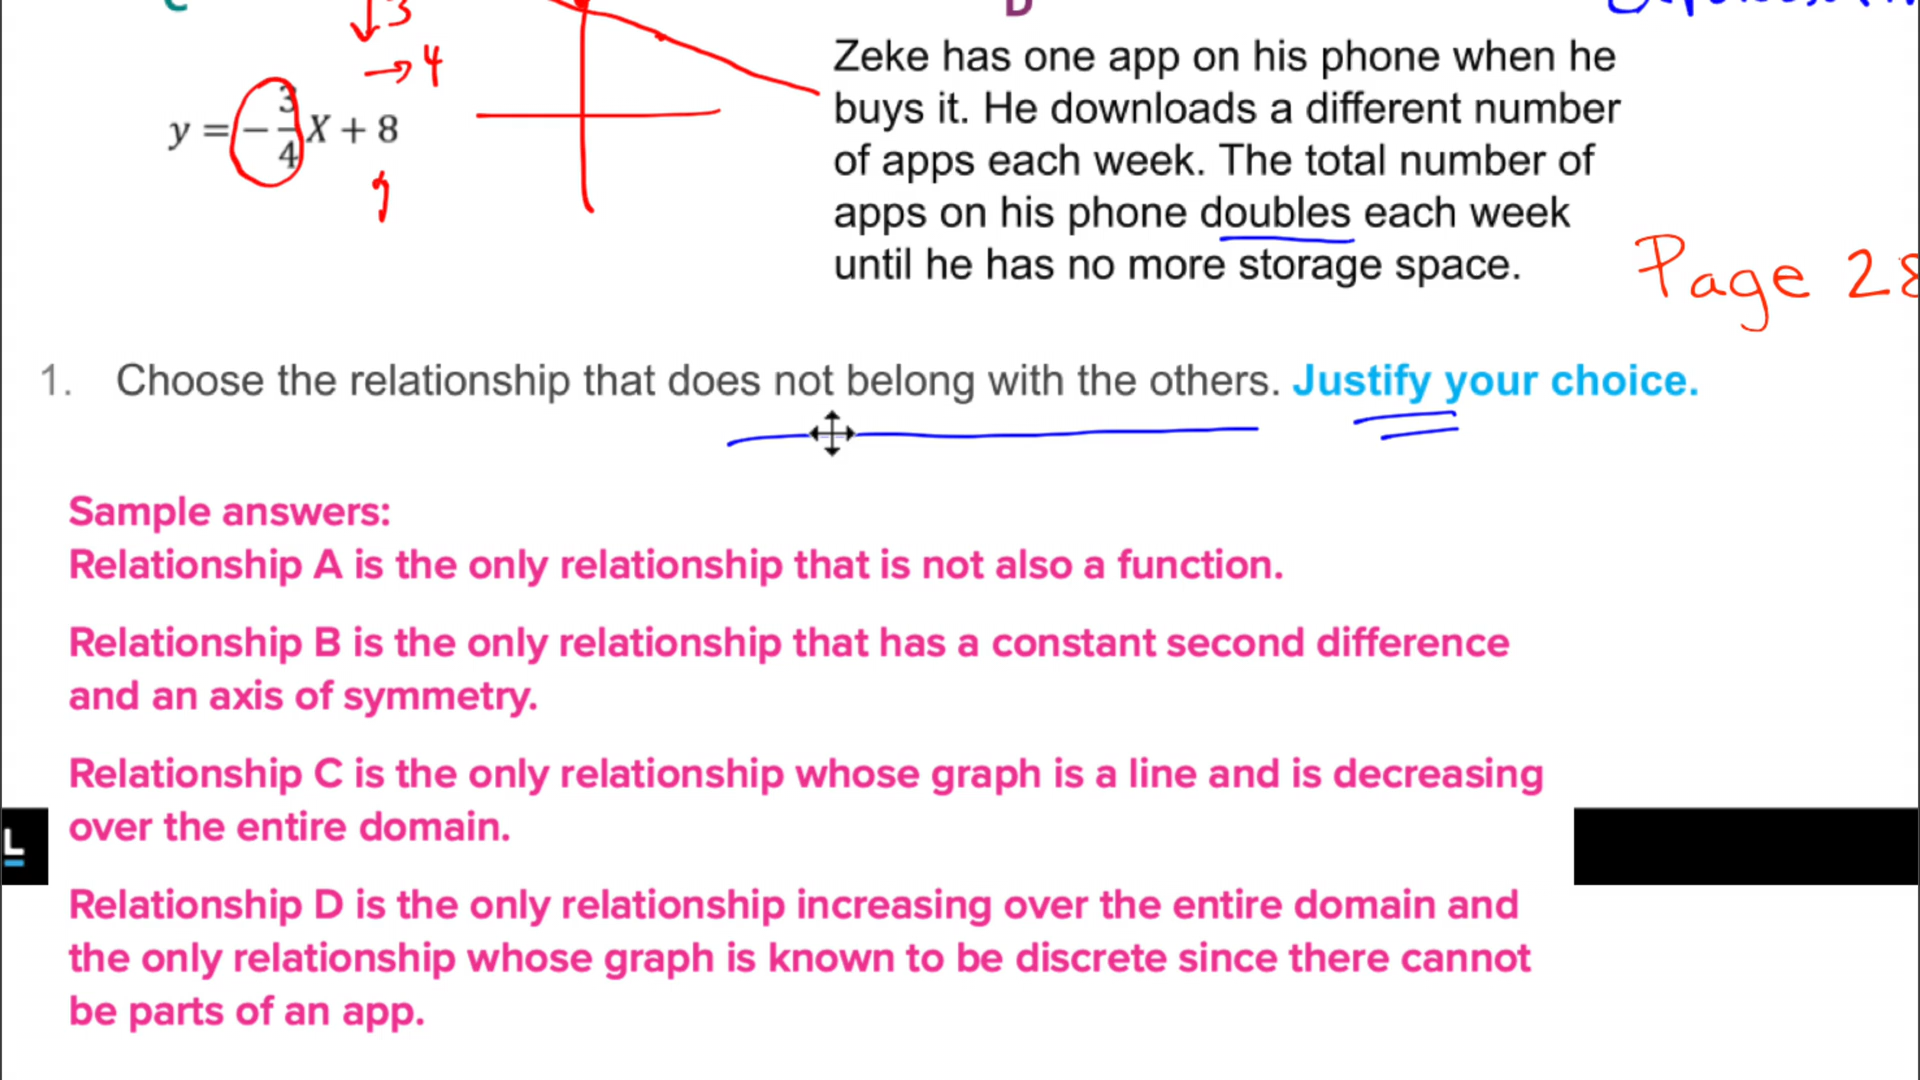 C
D
↓3
→4
y = -3/4 X + 8
Zeke has one app on his phone when he
buys it. He downloads a different number
of apps each week. The total number of
apps on his phone doubles each week
until he has no more storage space.
Page 28
1. Choose the relationship that does not belong with the others. Justify your choice.
Sample answers:
Relationship A is the only relationship that is not also a function.
Relationship B is the only relationship that has a constant second difference
and an axis of symmetry.
Relationship C is the only relationship whose graph is a line and is decreasing
over the entire domain.
L
Relationship D is the only relationship increasing over the entire domain and
the only relationship whose graph is known to be discrete since there cannot
be parts of an app.